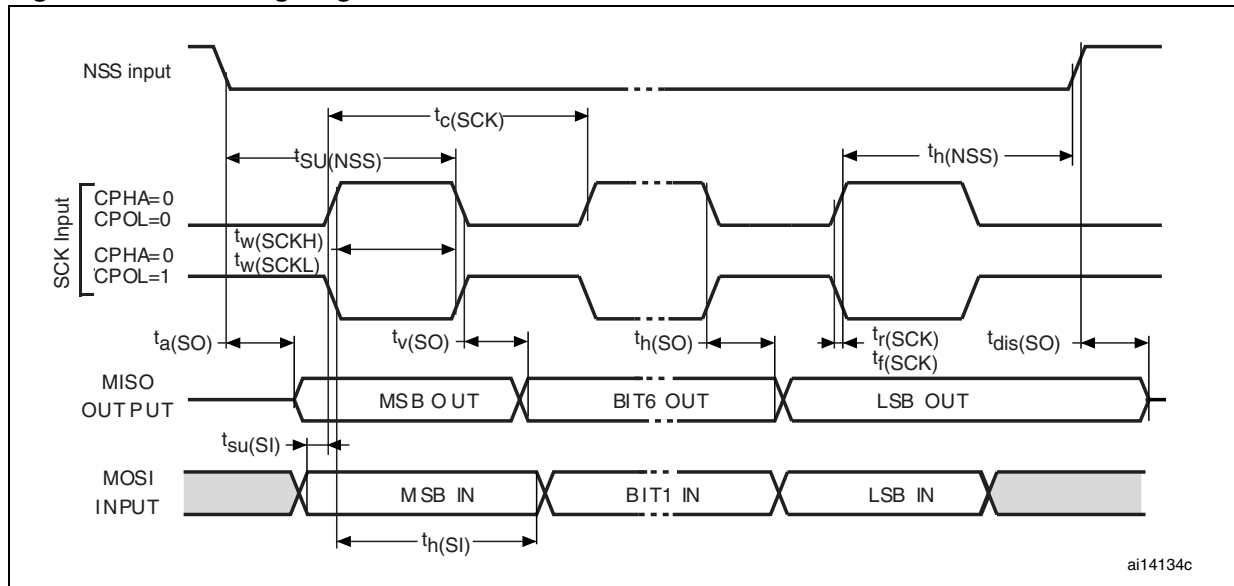 NSS input
tc(SCK)
tSU(NSS)
th(NSS)
SCK Input
CPHA=0
CPOL=0
tw(SCKH)
CPHA=0
tw(SCKL)
CPOL=1
ta(SO)
tv(SO)
th(SO)
tr(SCK)
tf(SCK)
tdis(SO)
MISO
OUTPUT
MSB OUT
BIT6 OUT
LSB OUT
tsu(SI)
MOSI
INPUT
MSB IN
BIT1 IN
LSB IN
th(SI)
ai14134c